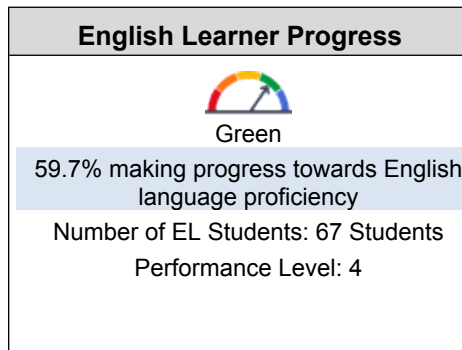 English Learner Progress
Green
59.7% making progress towards English
language proficiency
Number of EL Students: 67 Students
Performance Level: 4